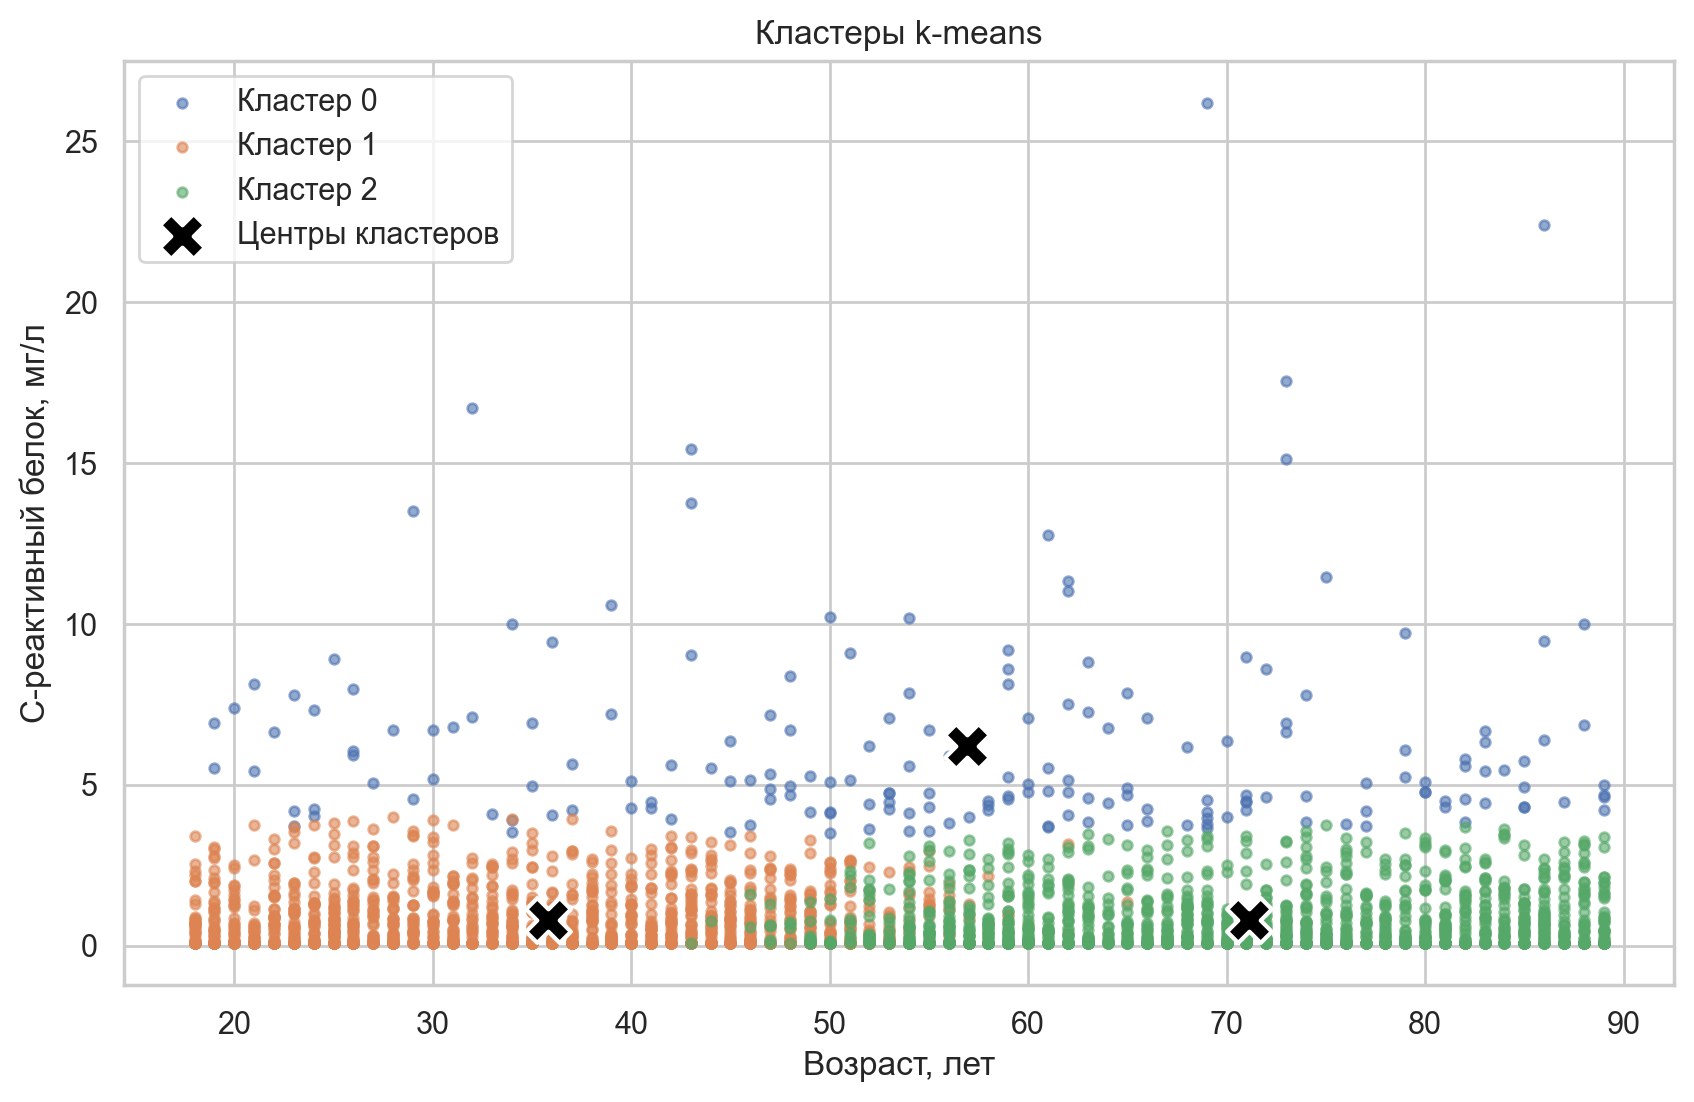 Кластеры k-means
Кластер 0
Кластер 1
Кластер 2
Центры кластеров
С-реактивный белок, мг/л
25
20
15
10
5
0
20 30 40 50 60 70 80 90
Возраст, лет